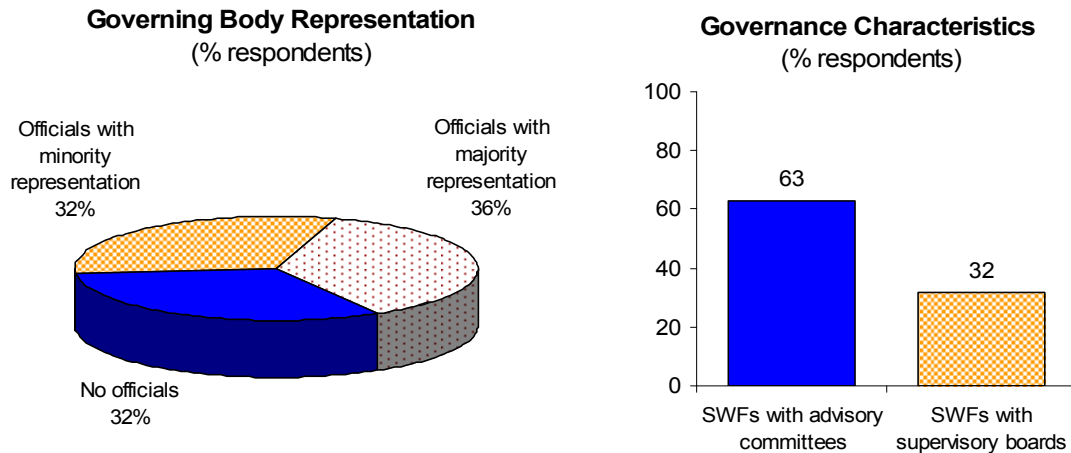 Governing Body Representation
(% respondents)
Officials with
minority
representation
32%
Officials with
majority
representation
36%
No officials
32%
Governance Characteristics
(% respondents)
100
80
60
40
20
0
63
32
SWFs with advisory
committees
SWFs with
supervisory boards